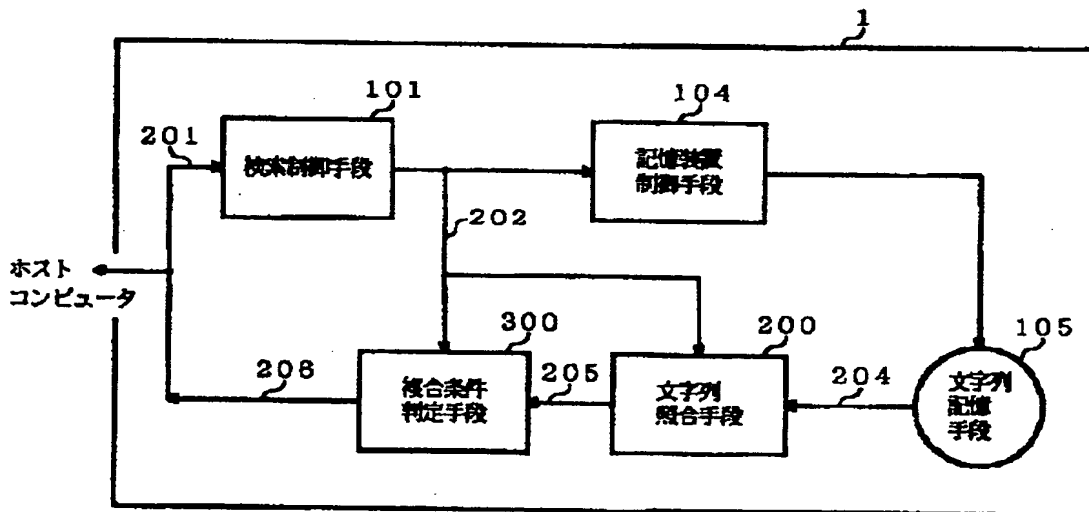 1
101
104
201
検索制御手段
記憶装置
制御手段
202
ホスト
コンピュータ
300
200
105
208
複合条件
判定手段
205
文字列
照合手段
204
文字列
記憶
手段